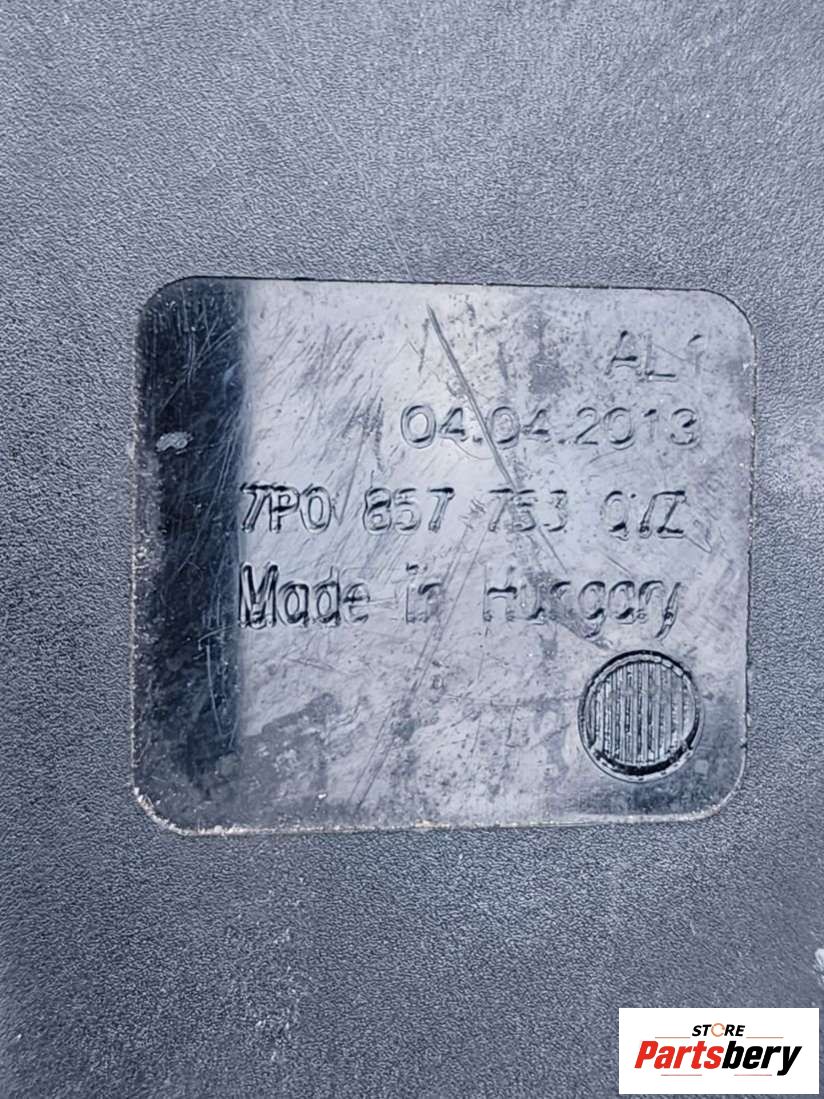 AL1
04.04.2013
7P0 857 753
Made in Hungary
STORE
Partsbery